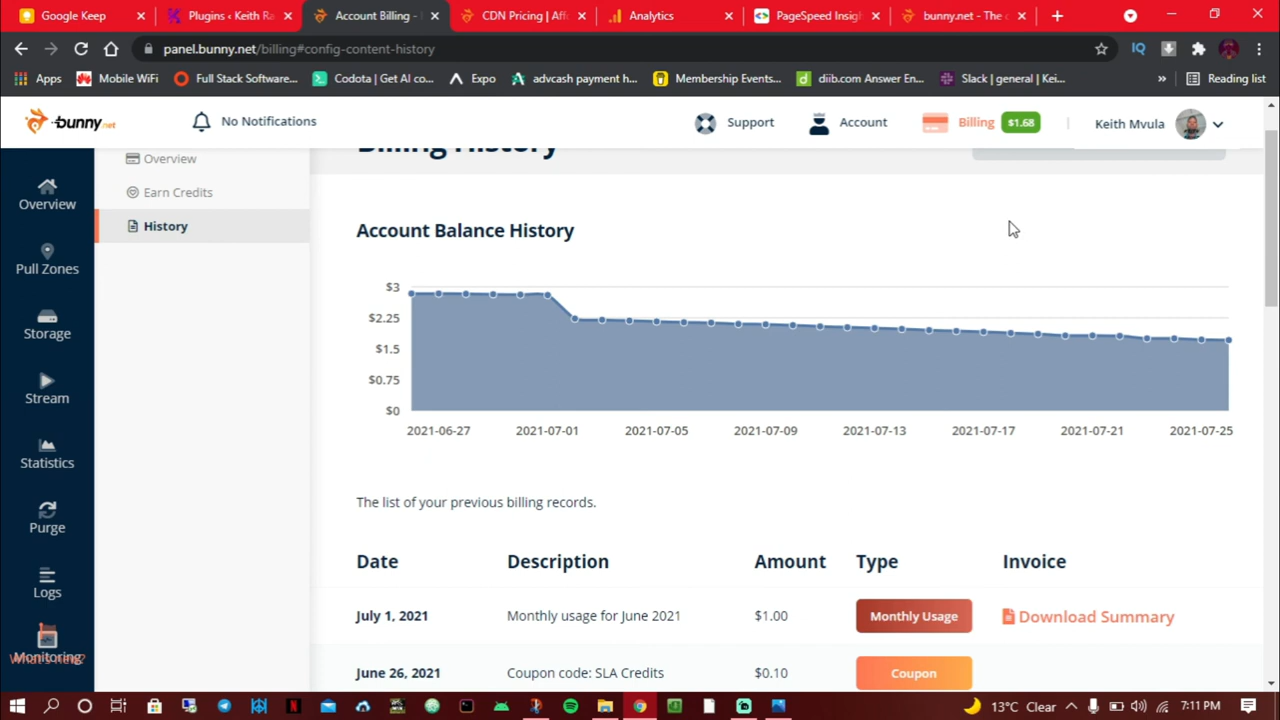 Google Keep
Plugins ‹ Keith Ra
Account Billing -
CDN Pricing | Affo
Analytics
PageSpeed Insigh
bunny.net - The c
panel.bunny.net/billing#config-content-history
IQ
Apps
Mobile WiFi
Full Stack Software...
Codota | Get AI co...
Expo
advcash payment h...
Membership Events...
diib.com Answer En...
Slack | general | Kei...
»
Reading list
bunny.net
No Notifications
Support
Account
Billing
$1.68
Keith Mvula
Overview
Earn Credits
History
Overview
Pull Zones
Storage
Stream
Statistics
Purge
Logs
Monitoring
What's new?
Billing History
Account Balance History
$3
$2.25
$1.5
$0.75
$0
2021-06-27
2021-07-01
2021-07-05
2021-07-09
2021-07-13
2021-07-17
2021-07-21
2021-07-25
The list of your previous billing records.
Date Description Amount Type Invoice
July 1, 2021 Monthly usage for June 2021 $1.00 Monthly Usage Download Summary
June 26, 2021 Coupon code: SLA Credits $0.10 Coupon
13°C Clear
7:11 PM